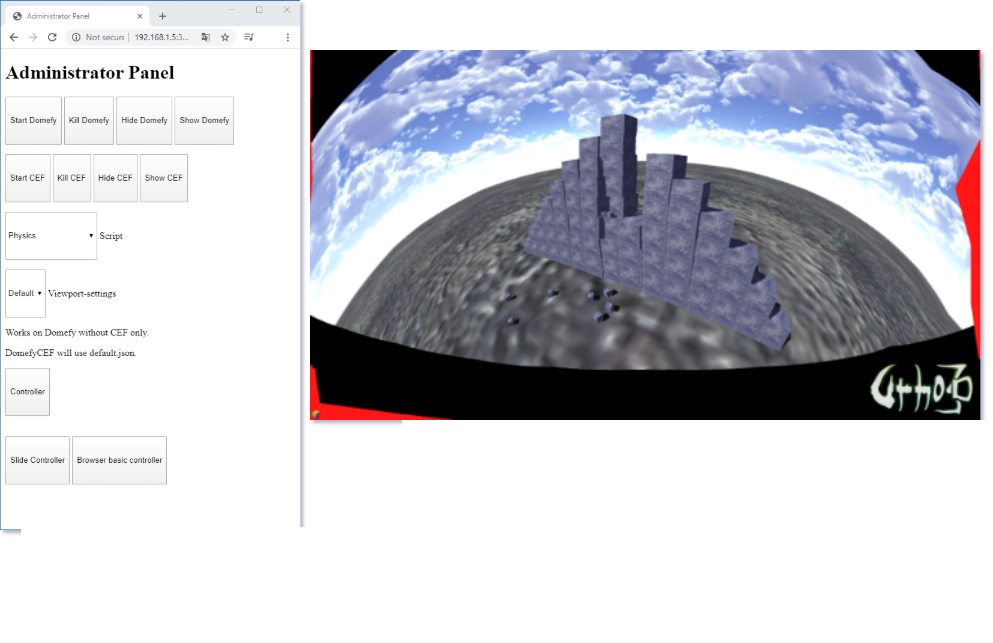 Administrator Panel
Not secure 192.168.1.5:3...
Administrator Panel
Start Domefy Kill Domefy Hide Domefy Show Domefy
Start CEF Kill CEF Hide CEF Show CEF
Physics Script
Default Viewport-settings
Works on Domefy without CEF only.
DomefyCEF will use default.json.
Controller
Slide Controller Browser basic controller